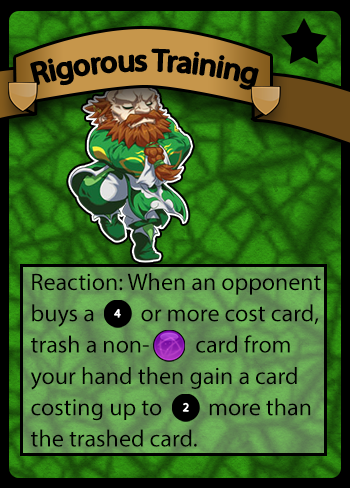 Rigorous Training
Reaction: When an opponent
buys a 4 or more cost card,
trash a non- card from
your hand then gain a card
costing up to 2 more than
the trashed card.